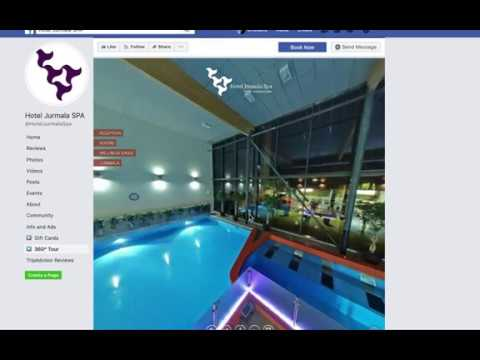 Hotel Jurmala SPA
Like
Follow
Share
Book Now
Send Message
Hotel Jurmala Spa
Hotel Jurmala SPA
@HotelJurmalaSpa
RECEPTION
ROOMS
WELLNESS OASIS
JURMALA
Home
Reviews
Photos
Videos
Posts
Events
About
Community
Info and Ads
Gift Cards
360° Tour
TripAdvisor Reviews
Create a Page